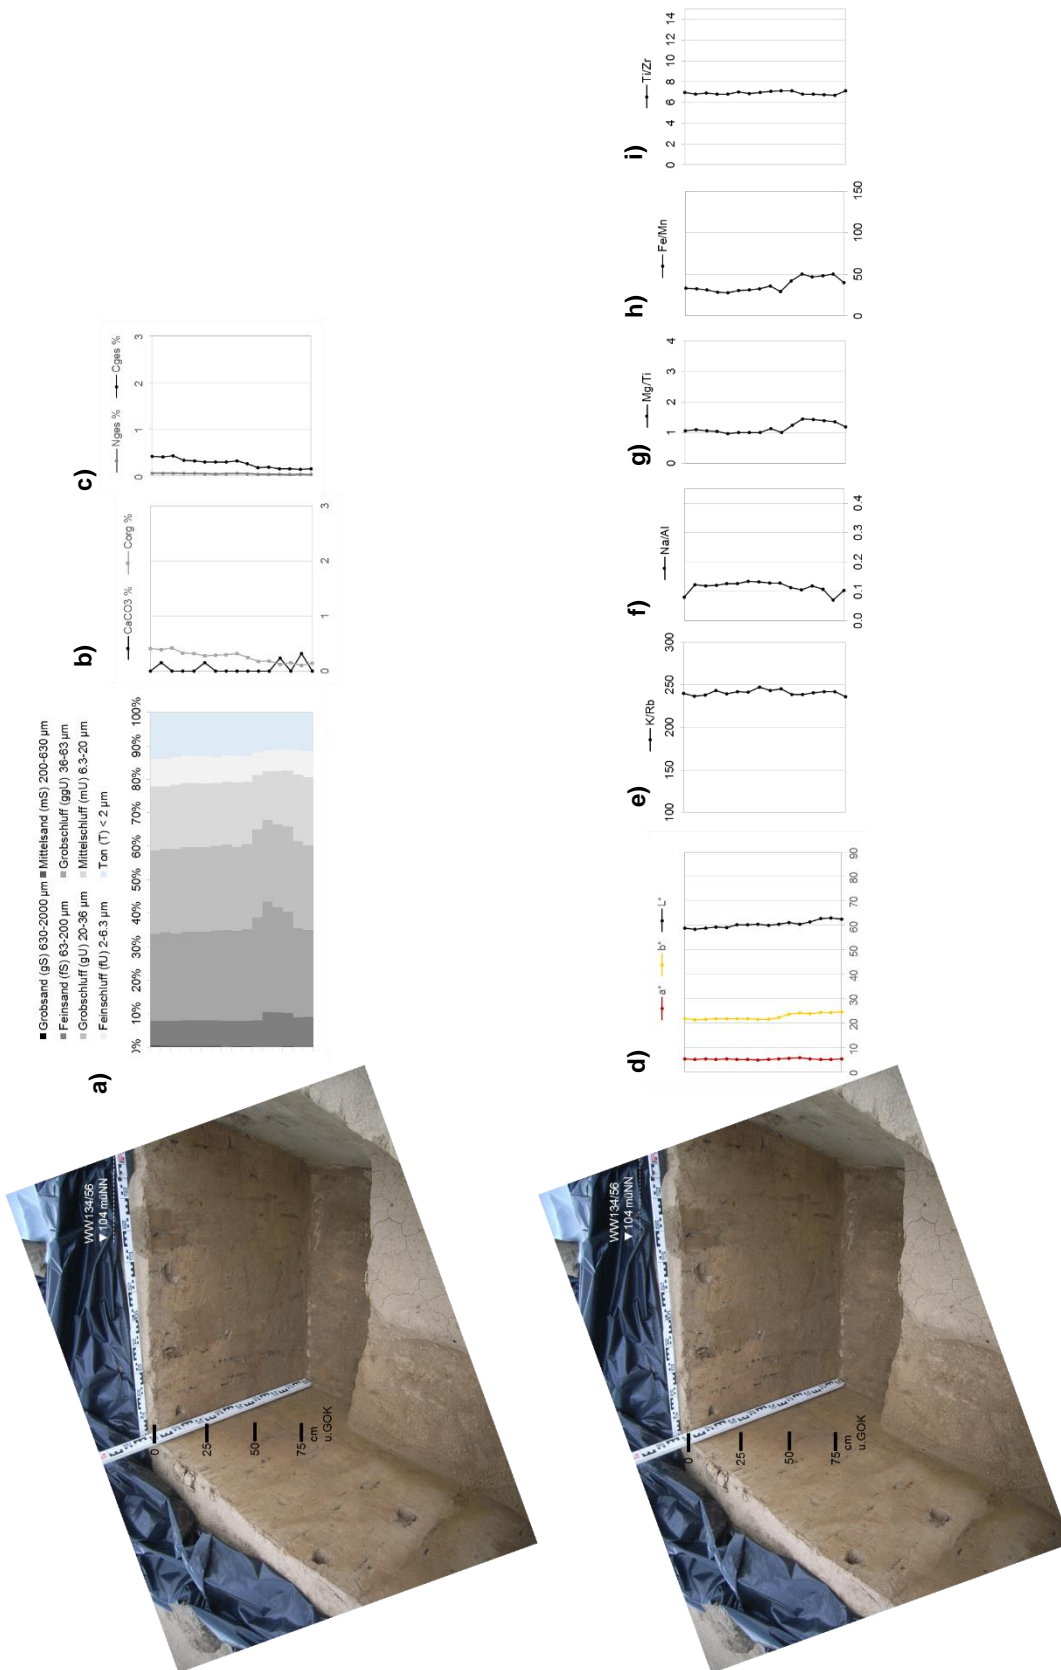 WW134/56
▼104 müNN
0
25
50
75
cm
u.GOK
a)
■ Grobsand (gS) 630-2000 µm ■ Mittelsand (mS) 200-630 µm
■ Feinsand (fS) 63-200 µm ■ Grobschluff (ggU) 36-63 µm
Grobschluff (gU) 20-36 µm Mittelschluff (mU) 6.3-20 µm
Feinschluff (fU) 2-6.3 µm Ton (T) < 2 µm
0% 10% 20% 30% 40% 50% 60% 70% 80% 90% 100%
b)
CaCO3 % Corg %
0 1 2 3
c)
Nges % Cges %
0 1 2 3
WW134/56
▼104 müNN
0
25
50
75
cm
u.GOK
d)
a* b* L*
0 10 20 30 40 50 60 70 80 90
e)
K/Rb
100 150 200 250 300
f)
Na/Al
0.0 0.1 0.2 0.3 0.4
g)
Mg/Ti
0 1 2 3 4
h)
Fe/Mn
0 50 100 150
i)
Ti/Zr
0 2 4 6 8 10 12 14